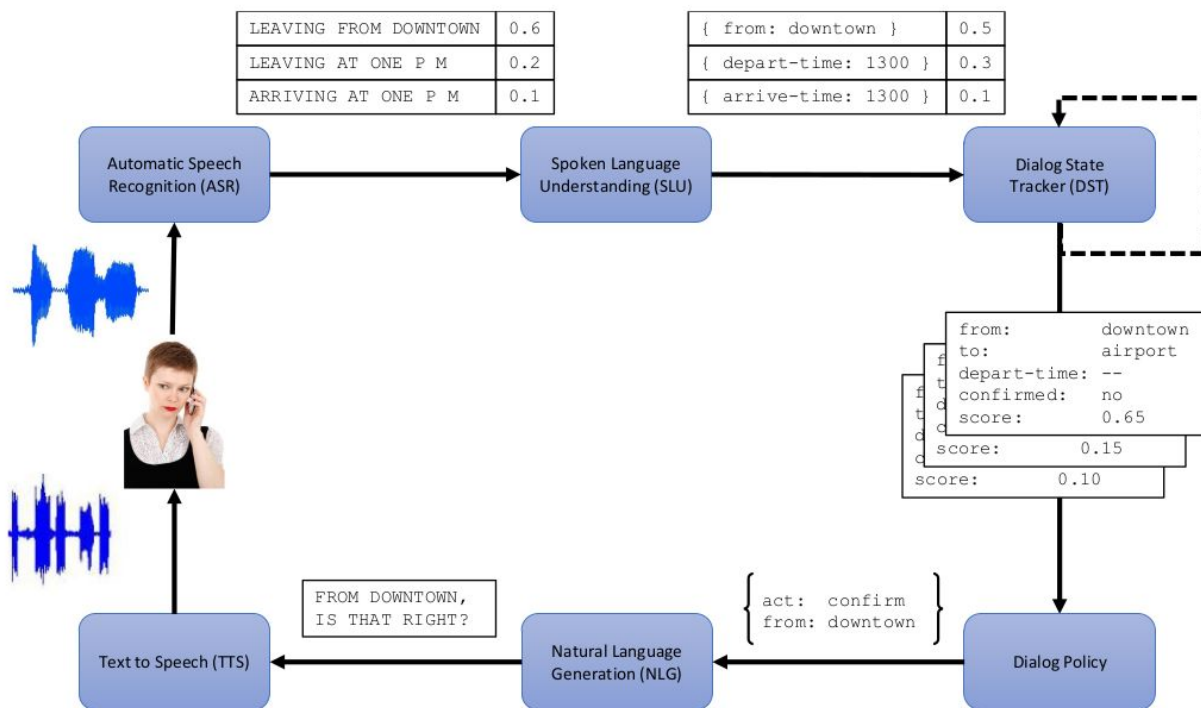 LEAVING FROM DOWNTOWN 0.6
LEAVING AT ONE P M 0.2
ARRIVING AT ONE P M 0.1
{ from: downtown } 0.5
{ depart-time: 1300 } 0.3
{ arrive-time: 1300 } 0.1
Automatic Speech
Recognition (ASR)
Spoken Language
Understanding (SLU)
Dialog State
Tracker (DST)
from: downtown
to: airport
depart-time: --
confirmed: no
score: 0.65
f
t
d
c
score: 0.15
f
t
d
c
score: 0.10
{ act: confirm
from: downtown }
FROM DOWNTOWN,
IS THAT RIGHT?
Text to Speech (TTS)
Natural Language
Generation (NLG)
Dialog Policy